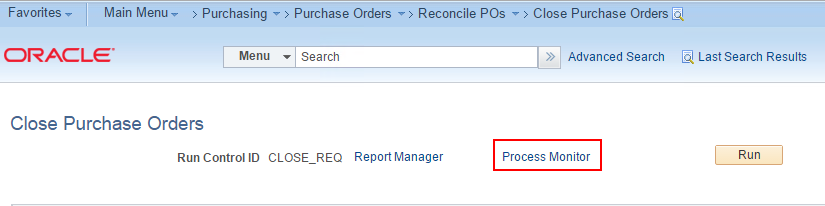 Favorites Main Menu > Purchasing > Purchase Orders > Reconcile POs > Close Purchase Orders
ORACLE Menu Search Advanced Search Last Search Results
Close Purchase Orders
Run Control ID CLOSE_REQ Report Manager Process Monitor Run